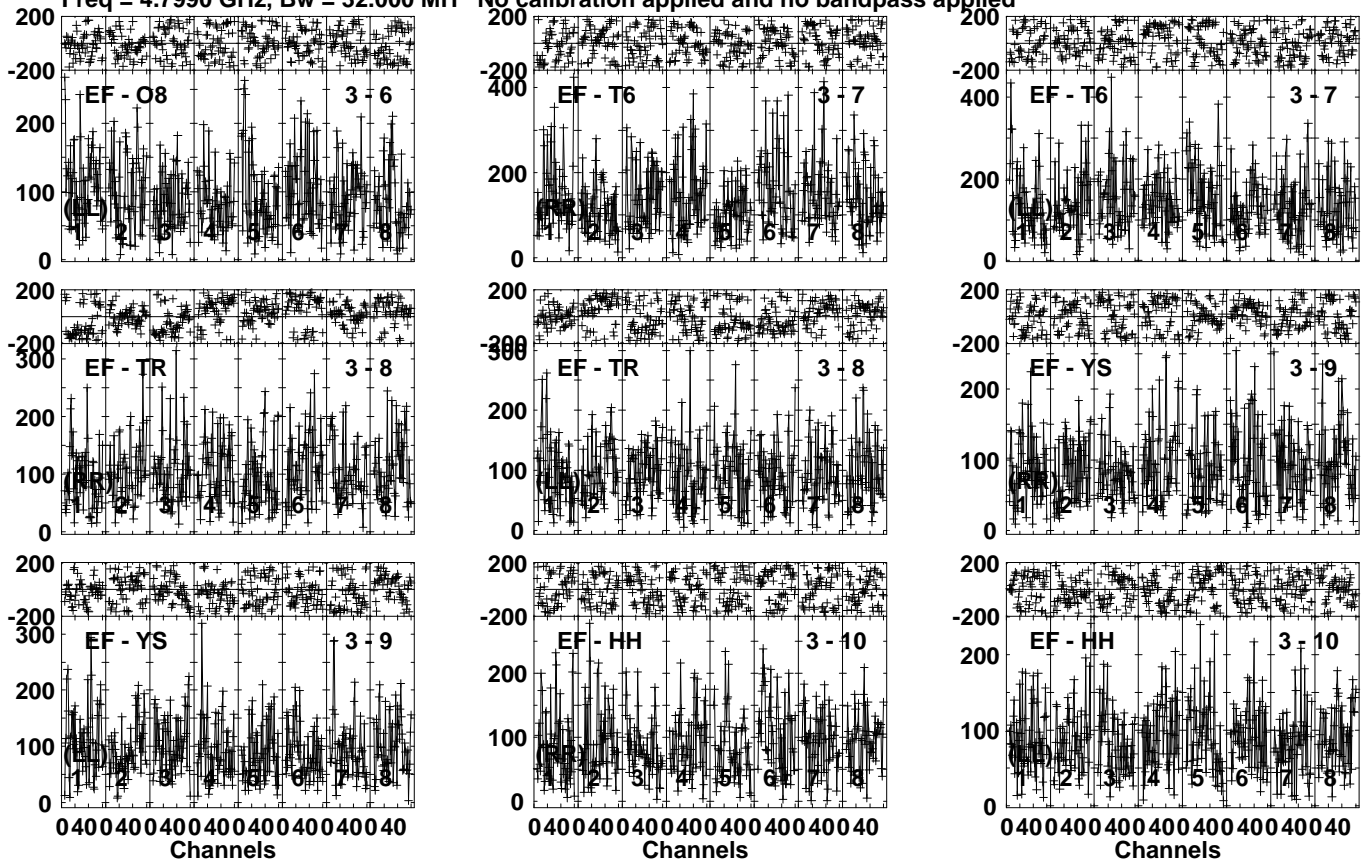 Freq = 4.7990 GHz, Bw = 32.000 MH No calibration applied and no bandpass applied
200 200 200
-200 -200 -200
EF - O8 3 - 6 EF - T6 3 - 7 EF - T6 3 - 7
400 400
200
200 200
100
(LL) (RR) (LL)
1 2 3 4 5 6 7 8 1 2 3 4 5 6 7 8 1 2 3 4 5 6 7 8
0 0 0
200 200 200
-200 -200 -200
300 300
EF - TR 3 - 8 EF - TR 3 - 8 EF - YS 3 - 9
200 200 200
100 100 100
(RR) (LL) (RR)
1 2 3 4 5 6 7 8 1 2 3 4 5 6 7 8 1 2 3 4 5 6 7 8
0 0 0
200 200 200
-200 -200 -200
300
EF - YS 3 - 9 EF - HH 3 - 10 EF - HH 3 - 10
200 200 200
100 100 100
(LL) (RR) (LL)
1 2 3 4 5 6 7 8 1 2 3 4 5 6 7 8 1 2 3 4 5 6 7 8
0 0 0
0 40 0 40 0 40 0 40 0 40 0 40 0 40 0 40 0 40 0 40 0 40 0 40 0 40 0 40 0 40 0 40 0 40 0 40 0 40 0 40 0 40 0 40 0 40 0 40
Channels Channels Channels